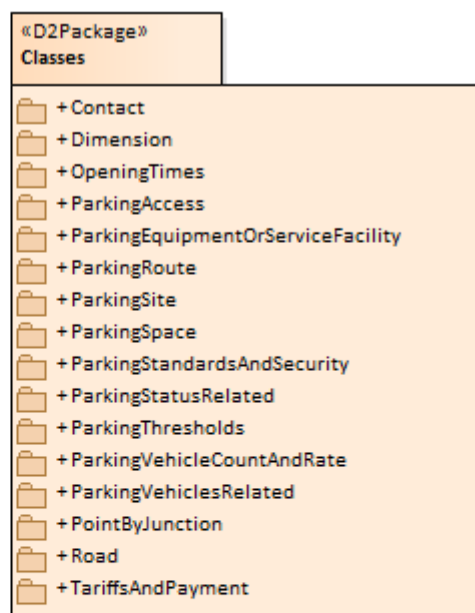 «D2Package»
Classes
+Contact
+Dimension
+OpeningTimes
+ParkingAccess
+ParkingEquipmentOrServiceFacility
+ParkingRoute
+ParkingSite
+ParkingSpace
+ParkingStandardsAndSecurity
+ParkingStatusRelated
+ParkingThresholds
+ParkingVehicleCountAndRate
+ParkingVehiclesRelated
+PointByJunction
+Road
+TariffsAndPayment